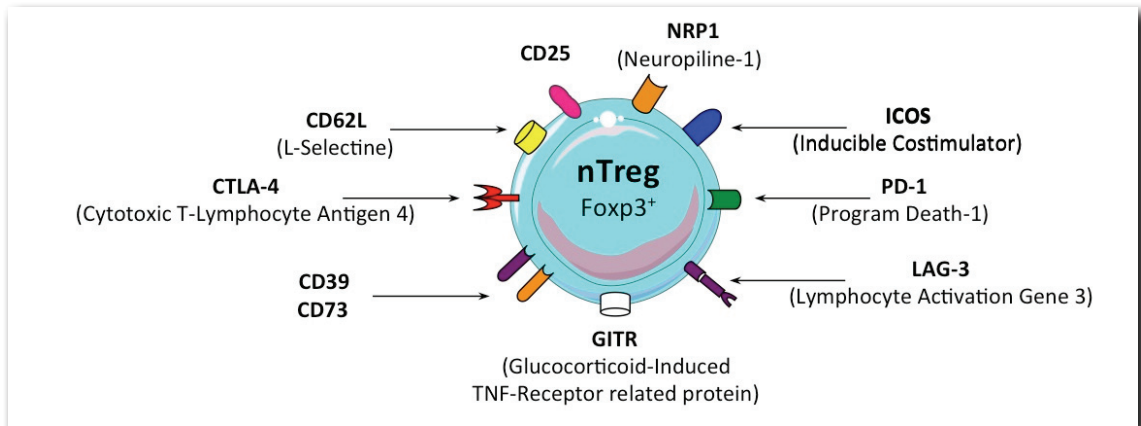 NRP1
(Neuropiline-1)
CD25
CD62L
(L-Selectine)
ICOS
(Inducible Costimulator)
nTreg
Foxp3⁺
CTLA-4
(Cytotoxic T-Lymphocyte Antigen 4)
PD-1
(Program Death-1)
CD39
CD73
LAG-3
(Lymphocyte Activation Gene 3)
GITR
(Glucocorticoid-Induced
TNF-Receptor related protein)